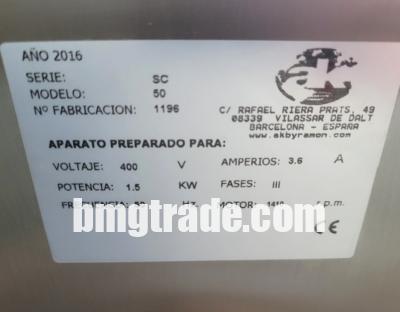 AÑO 2016
SERIE: SC
MODELO: 50
Nº FABRICACION: 1196
C/ RAFAEL RIERA PRATS, 49
08339 VILASSAR DE DALT
BARCELONA - ESPAÑA
www.akbyramon.com
APARATO PREPARADO PARA:
VOLTAJE: 400 V AMPERIOS: 3.6 A
POTENCIA: 1.5 KW FASES: III
FRECUENCIA: Hz MOTOR: r.p.m.
bmgtrade.com
CE